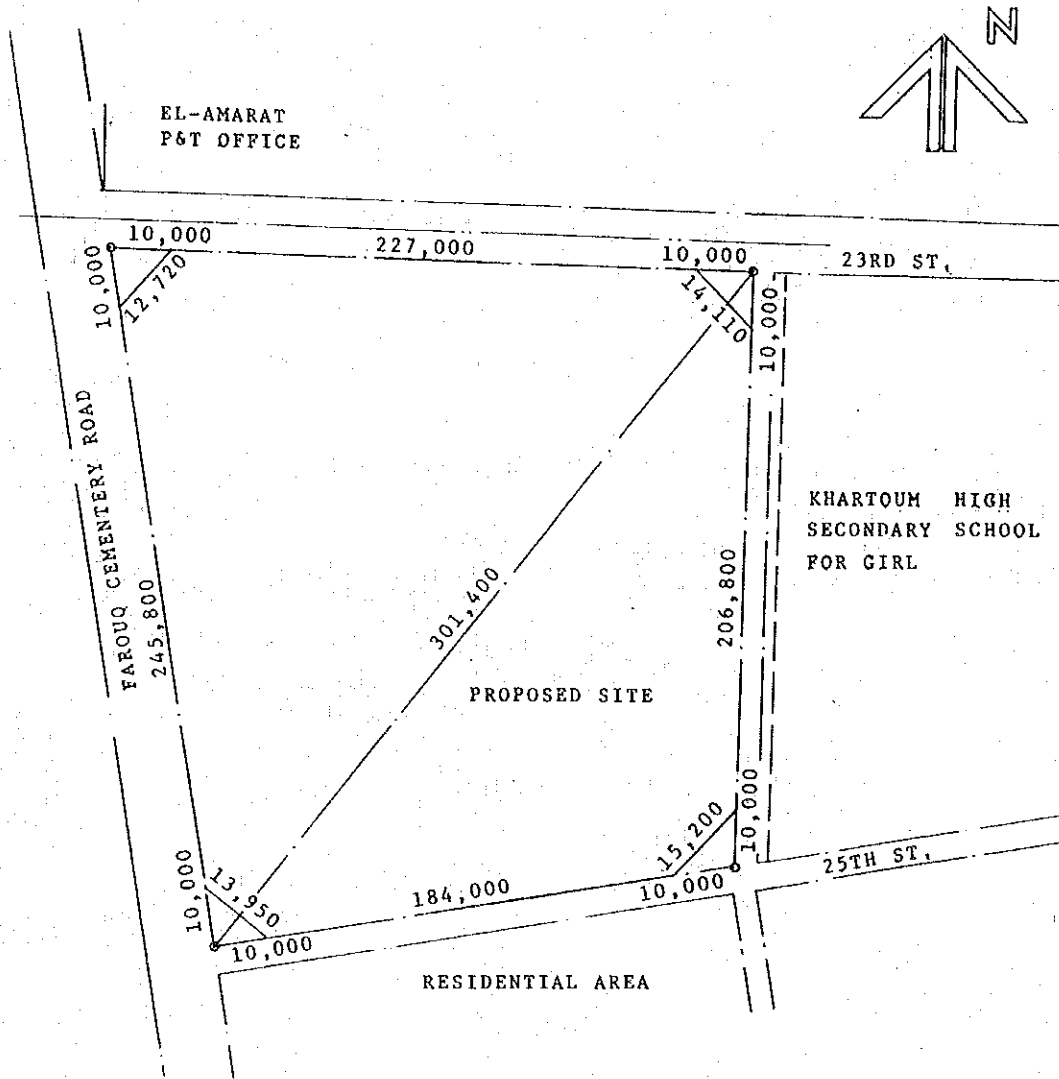 N
EL-AMARAT
P&T OFFICE
10,000
227,000
10,000
23RD ST.
10,000
12,720
14,110
10,000
FAROUQ CEMENTERY ROAD
245,800
301,400
206,800
KHARTOUM HIGH
SECONDARY SCHOOL
FOR GIRL
PROPOSED SITE
10,000
13,950
10,000
184,000
15,200
10,000
10,000
25TH ST.
RESIDENTIAL AREA